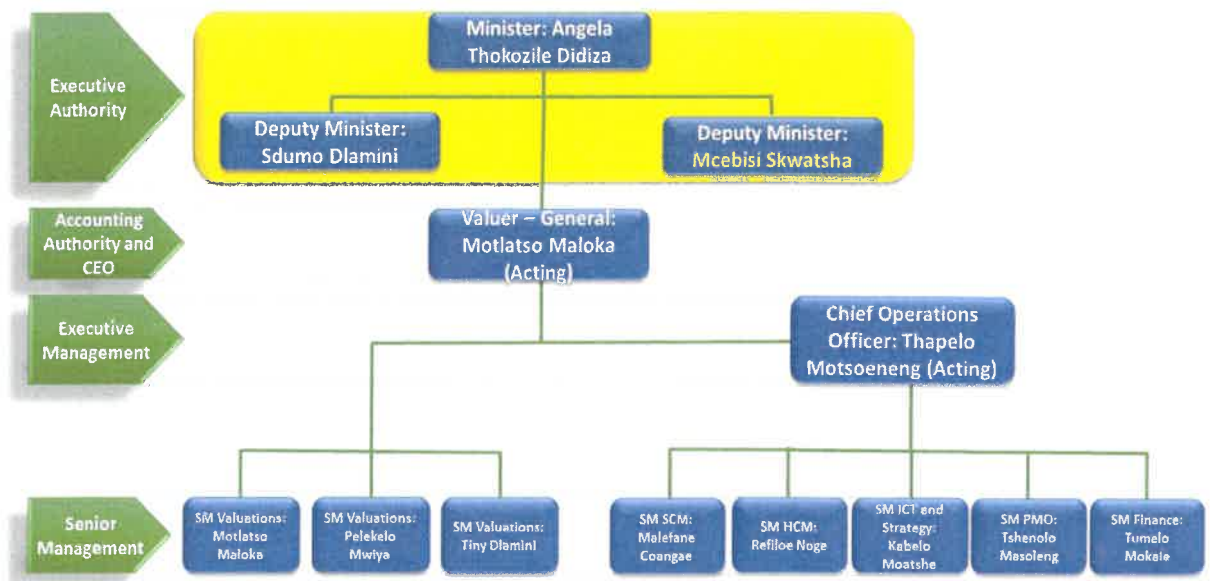 Minister: Angela
Thokozile Didiza
Executive
Authority
Deputy Minister:
Sdumo Dlamini
Deputy Minister:
Mcebisi Skwatsha
Accounting
Authority and
CEO
Valuer – General:
Motlatso Maloka
(Acting)
Executive
Management
Chief Operations
Officer: Thapelo
Motsoeneng (Acting)
Senior
Management
SM Valuations:
Motlatso
Maloka
SM Valuations:
Pelekelo
Mwiya
SM Valuations:
Tiny Dlamini
SM SCM:
Malefane
Coangae
SM HCM:
Refiloe Noge
SM ICT and
Strategy:
Kabelo
Moatshe
SM PMO:
Tshenolo
Masoleng
SM Finance:
Tumelo
Mokale